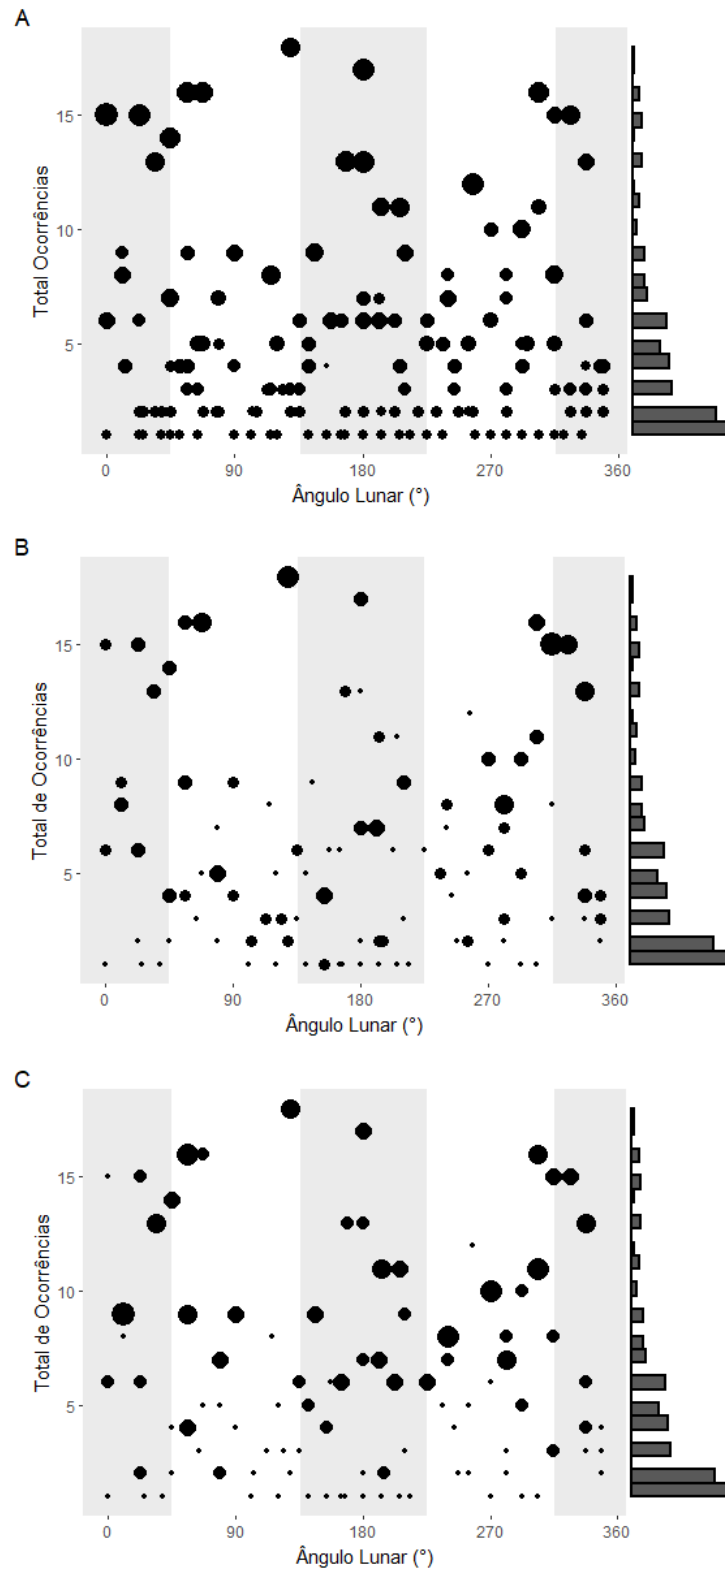 A
15
10
5
Total Ocorrências
0 90 180 270 360
Ângulo Lunar (°)
B
15
10
5
Total de Ocorrências
0 90 180 270 360
Ângulo Lunar (°)
C
15
10
5
Total de Ocorrências
0 90 180 270 360
Ângulo Lunar (°)